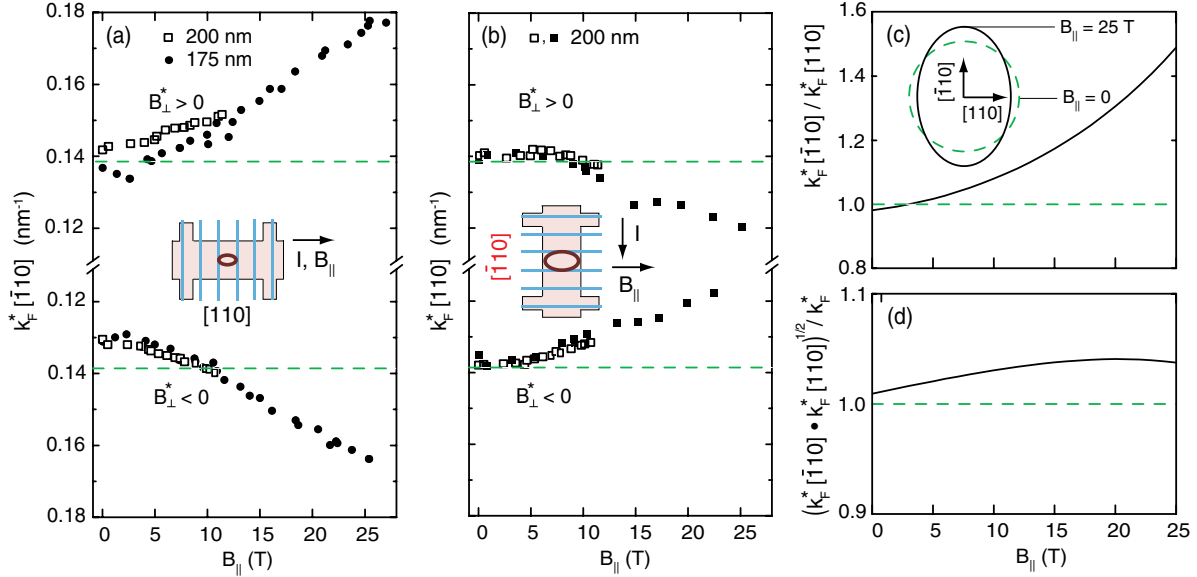 (a)
□ 200 nm
● 175 nm
B*⊥ > 0
B*⊥ < 0
[110]
I, B||
k*F [1̄10] (nm⁻¹)
0.18
0.16
0.14
0.12
0.12
0.14
0.16
0.18
0 5 10 15 20 25
B|| (T)
(b)
□, ■ 200 nm
B*⊥ > 0
B*⊥ < 0
[1̄10]
I
B||
k*F [110] (nm⁻¹)
0 5 10 15 20 25
B|| (T)
(c)
B|| = 25 T
B|| = 0
[1̄10]
[110]
k*F [1̄10] / k*F [110]
1.6
1.4
1.2
1.0
0.8
(d)
(k*F [1̄10] • k*F [110])^1/2 / k*F
1.1
1.0
0.9
0 5 10 15 20 25
B|| (T)